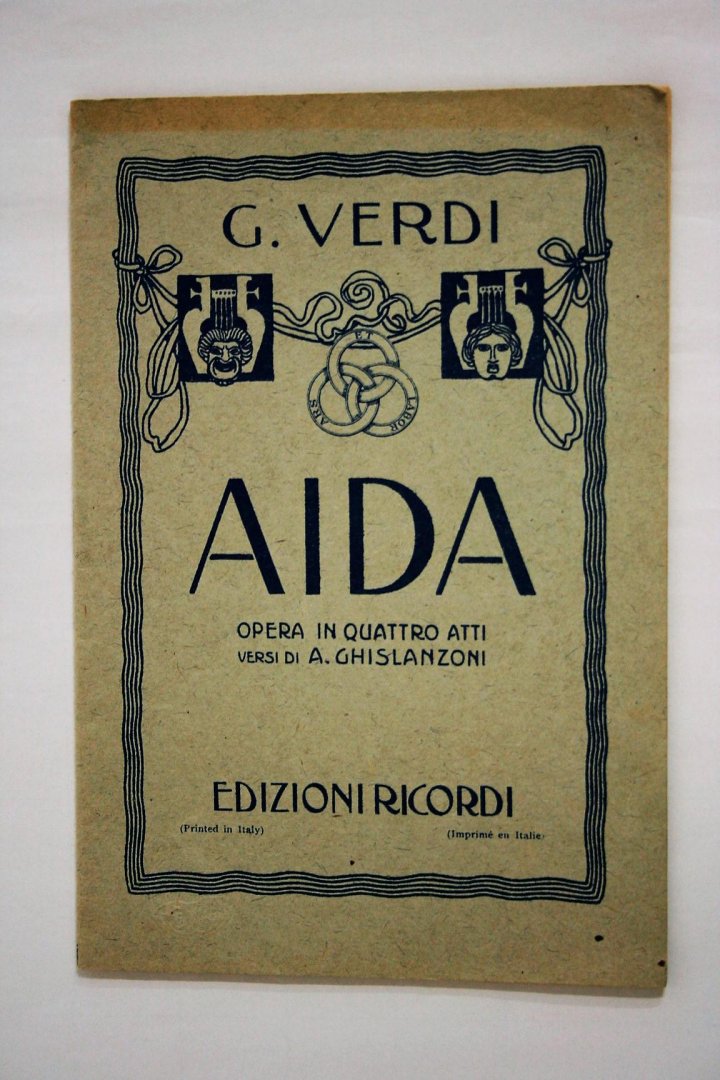 G. VERDI
ET
ARS
LABOR
AIDA
OPERA IN QUATTRO ATTI
VERSI DI A. GHISLANZONI
EDIZIONI RICORDI
(Printed in Italy)
(Imprimé en Italie)